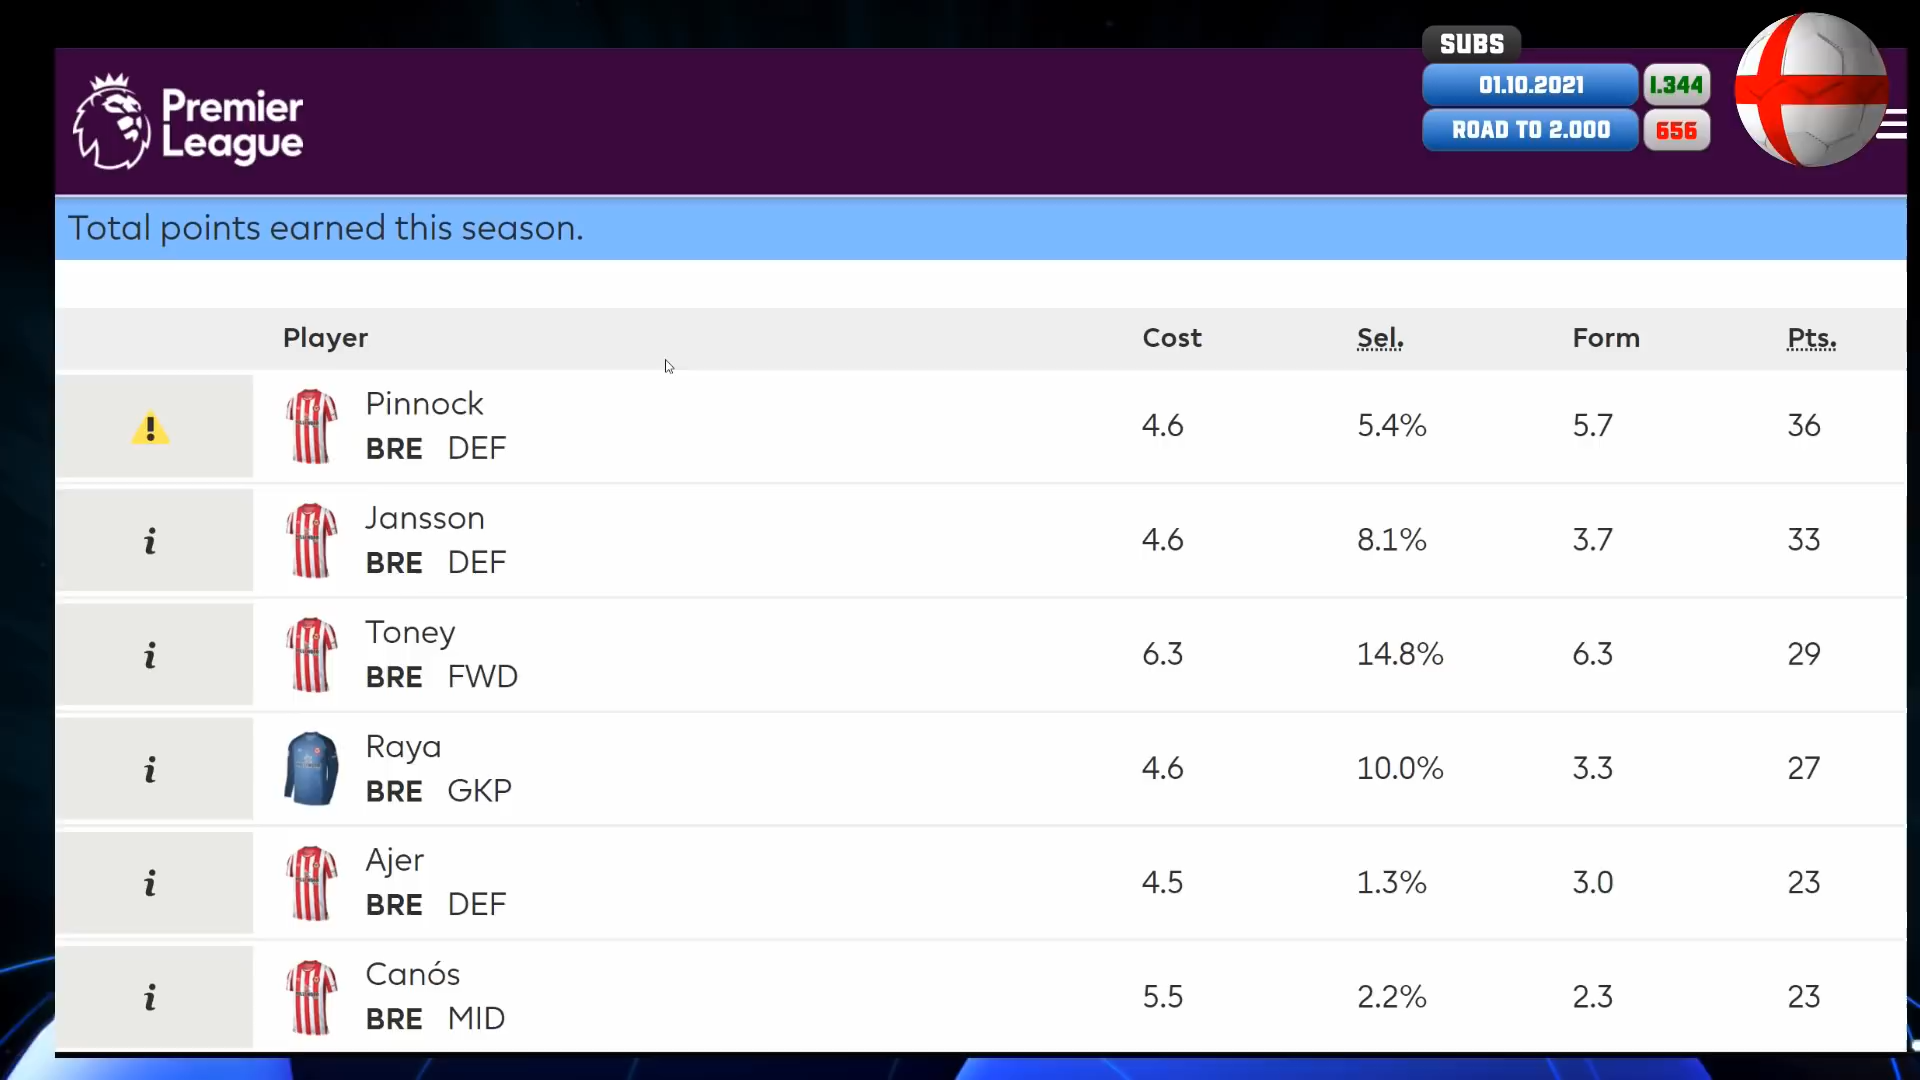 SUBS
01.10.2021 1.344
ROAD TO 2.000 656
Premier
League
Total points earned this season.
Player Cost Sel. Form Pts.
Pinnock
BRE DEF 4.6 5.4% 5.7 36
Jansson
BRE DEF 4.6 8.1% 3.7 33
Toney
BRE FWD 6.3 14.8% 6.3 29
Raya
BRE GKP 4.6 10.0% 3.3 27
Ajer
BRE DEF 4.5 1.3% 3.0 23
Canós
BRE MID 5.5 2.2% 2.3 23